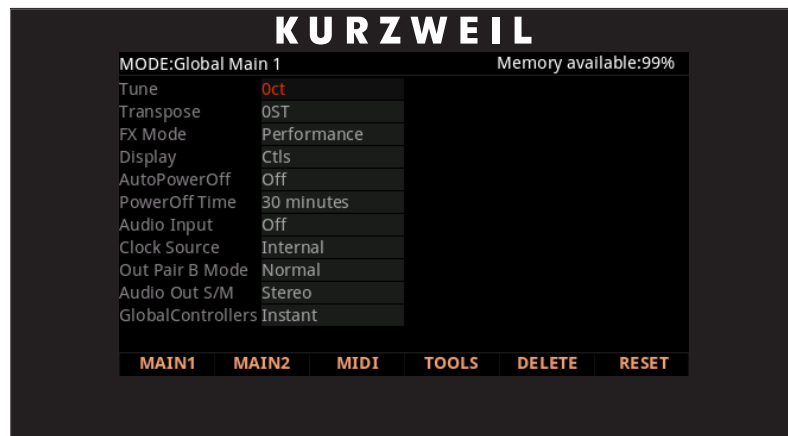 KURZWEIL
MODE:Global Main 1 Memory available:99%
Tune 0ct
Transpose 0ST
FX Mode Performance
Display Ctls
AutoPowerOff Off
PowerOff Time 30 minutes
Audio Input Off
Clock Source Internal
Out Pair B Mode Normal
Audio Out S/M Stereo
GlobalControllers Instant
MAIN1 MAIN2 MIDI TOOLS DELETE RESET